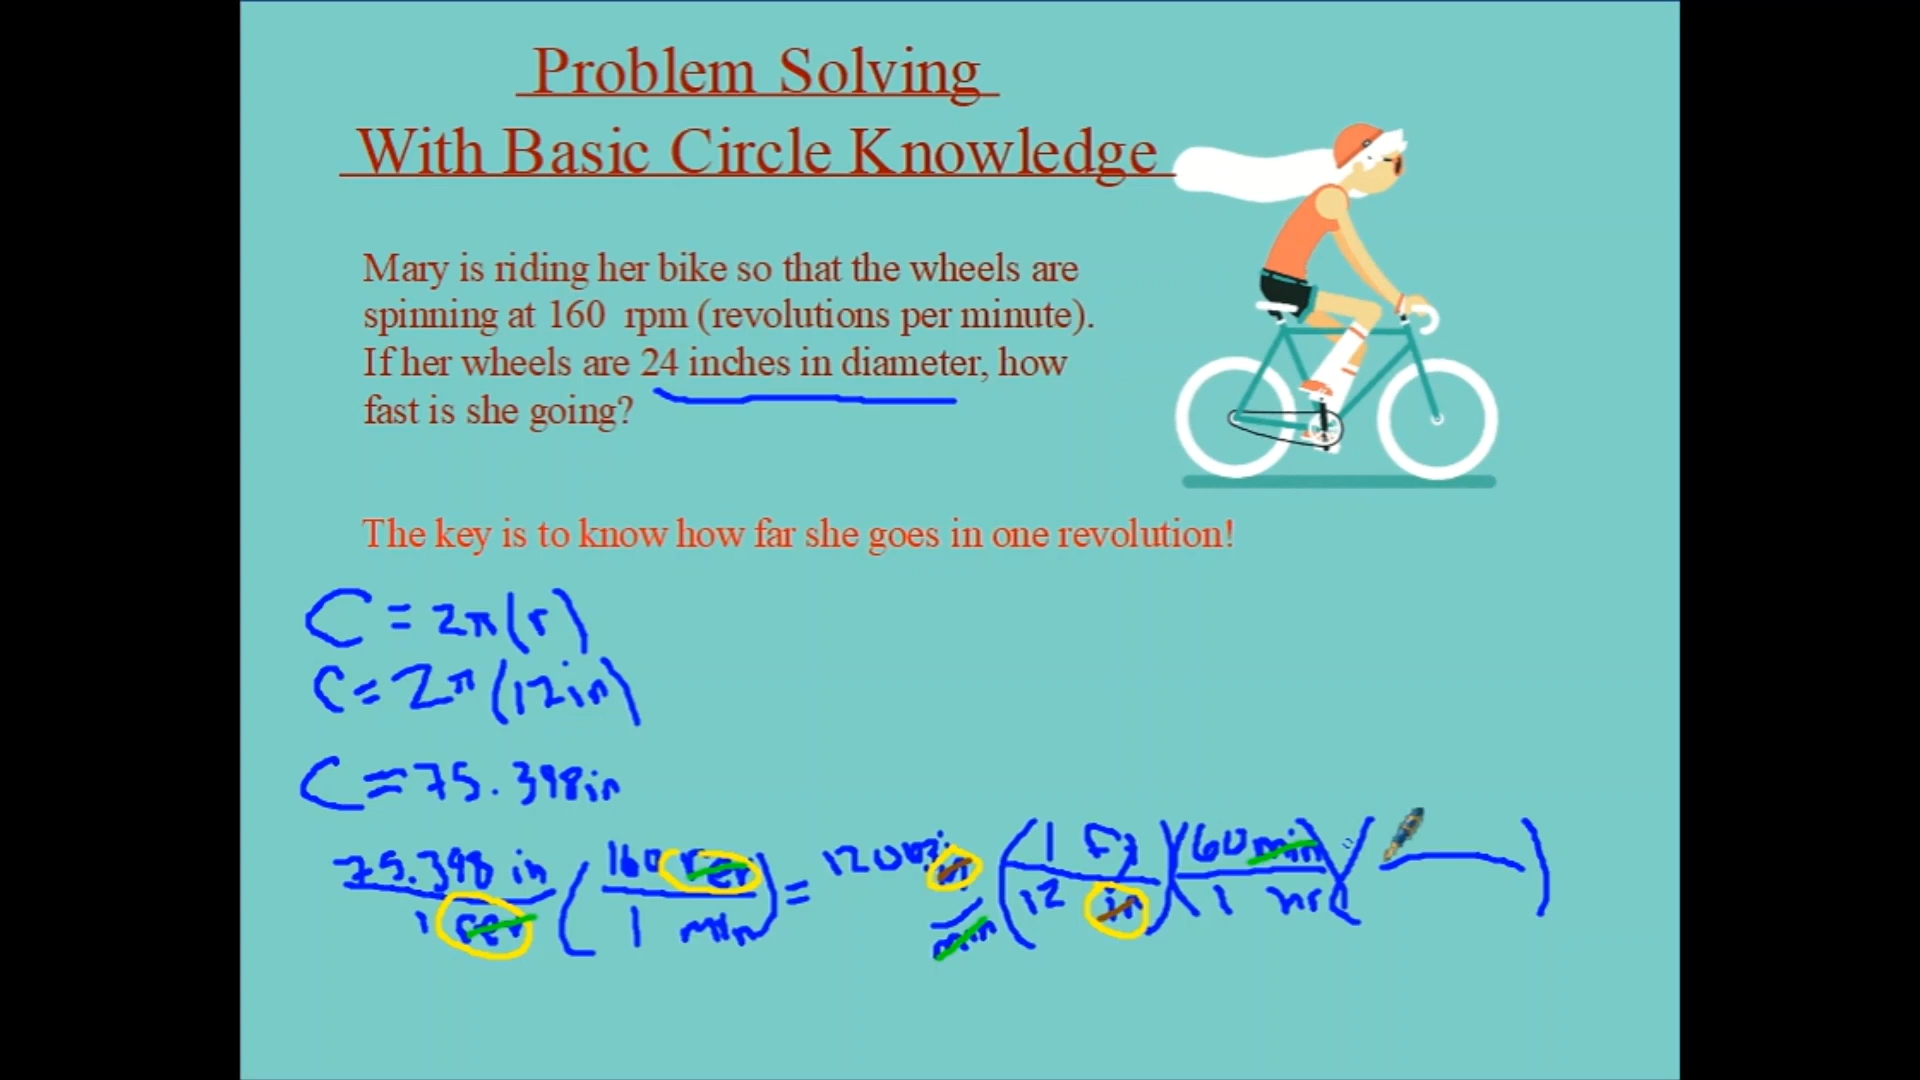 Problem Solving
With Basic Circle Knowledge
Mary is riding her bike so that the wheels are
spinning at 160 rpm (revolutions per minute).
If her wheels are 24 inches in diameter, how
fast is she going?
The key is to know how far she goes in one revolution!
C = 2π(r)
C = 2π(12in)
C = 75.398in
75.398 in / 1 rev (160 rev / 1 min) = in / min (1 ft / 12 in)(60 min / 1 hr)( / )